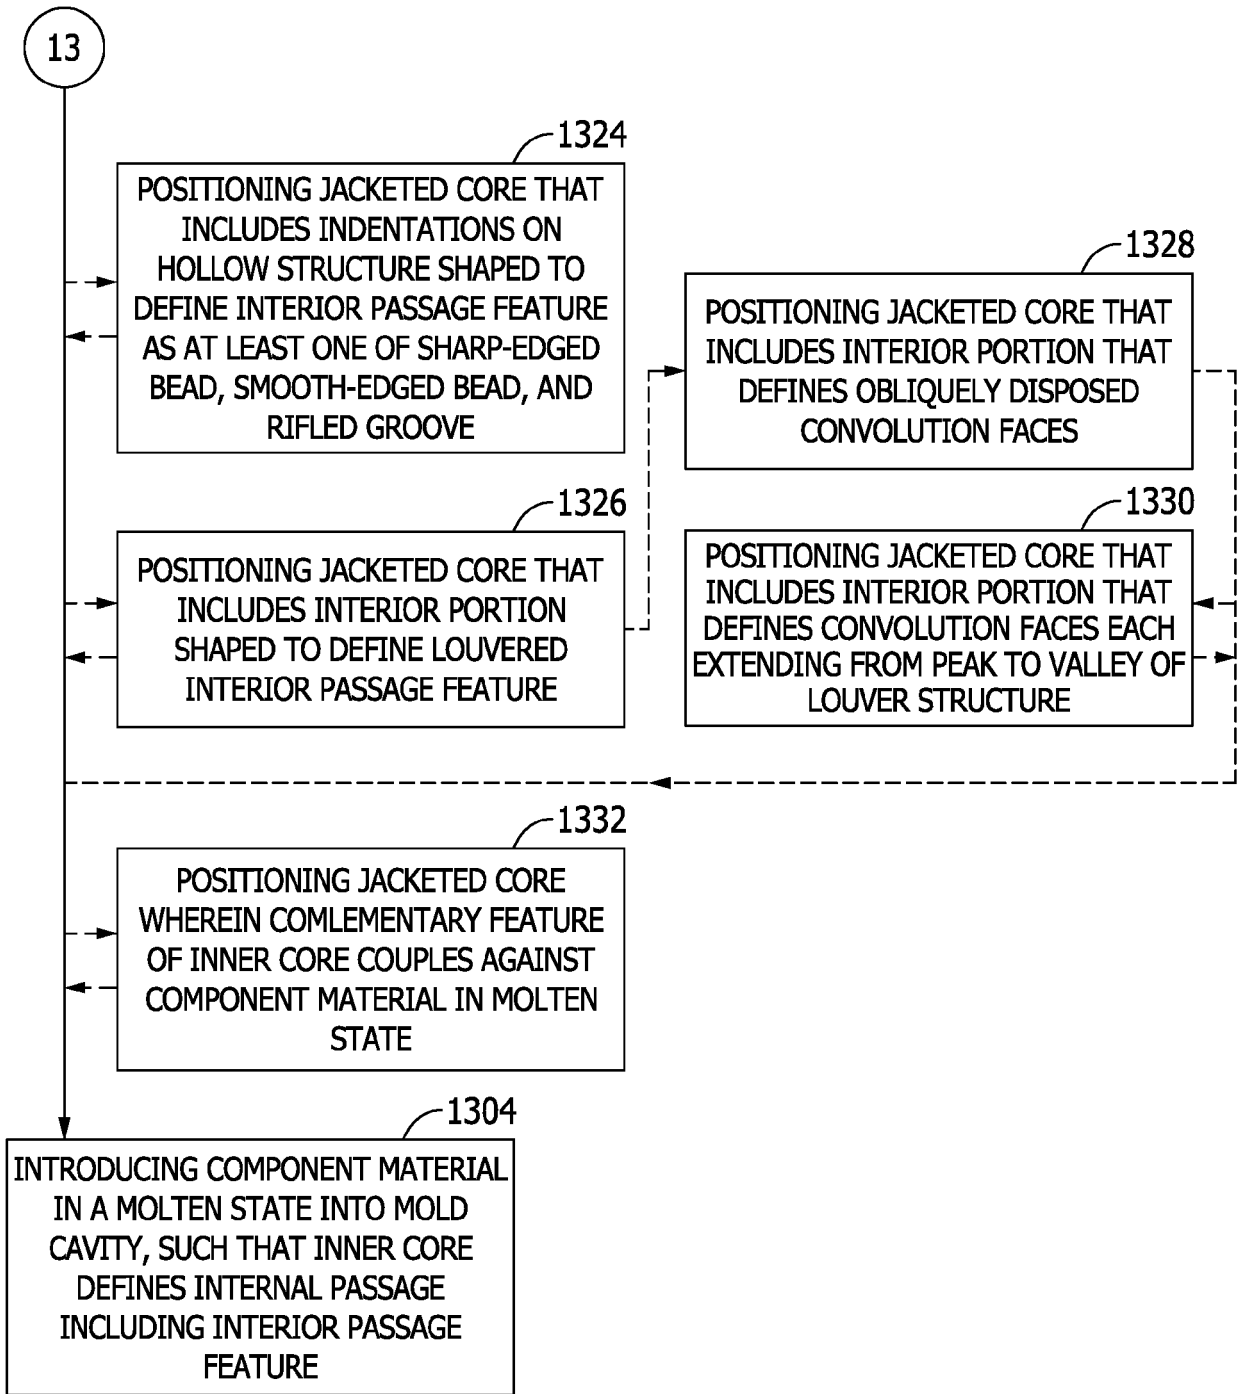 13
1324
POSITIONING JACKETED CORE THAT
INCLUDES INDENTATIONS ON
HOLLOW STRUCTURE SHAPED TO
DEFINE INTERIOR PASSAGE FEATURE
AS AT LEAST ONE OF SHARP-EDGED
BEAD, SMOOTH-EDGED BEAD, AND
RIFLED GROOVE
1326
POSITIONING JACKETED CORE THAT
INCLUDES INTERIOR PORTION
SHAPED TO DEFINE LOUVERED
INTERIOR PASSAGE FEATURE
1328
POSITIONING JACKETED CORE THAT
INCLUDES INTERIOR PORTION THAT
DEFINES OBLIQUELY DISPOSED
CONVOLUTION FACES
1330
POSITIONING JACKETED CORE THAT
INCLUDES INTERIOR PORTION THAT
DEFINES CONVOLUTION FACES EACH
EXTENDING FROM PEAK TO VALLEY OF
LOUVER STRUCTURE
1332
POSITIONING JACKETED CORE
WHEREIN COMLEMENTARY FEATURE
OF INNER CORE COUPLES AGAINST
COMPONENT MATERIAL IN MOLTEN
STATE
1304
INTRODUCING COMPONENT MATERIAL
IN A MOLTEN STATE INTO MOLD
CAVITY, SUCH THAT INNER CORE
DEFINES INTERNAL PASSAGE
INCLUDING INTERIOR PASSAGE
FEATURE